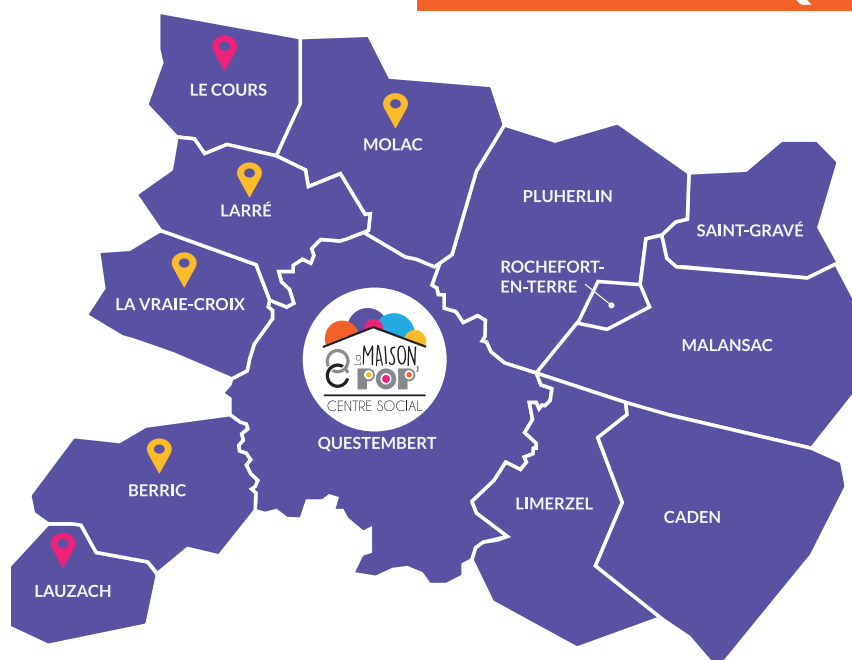 LE COURS
MOLAC
LARRÉ
PLUHERLIN
SAINT-GRAVÉ
ROCHEFORT-
EN-TERRE
LA VRAIE-CROIX
MALANSAC
QC La MAISON
POP'
CENTRE SOCIAL
QUESTEMBERT
BERRIC
LIMERZEL
CADEN
LAUZACH